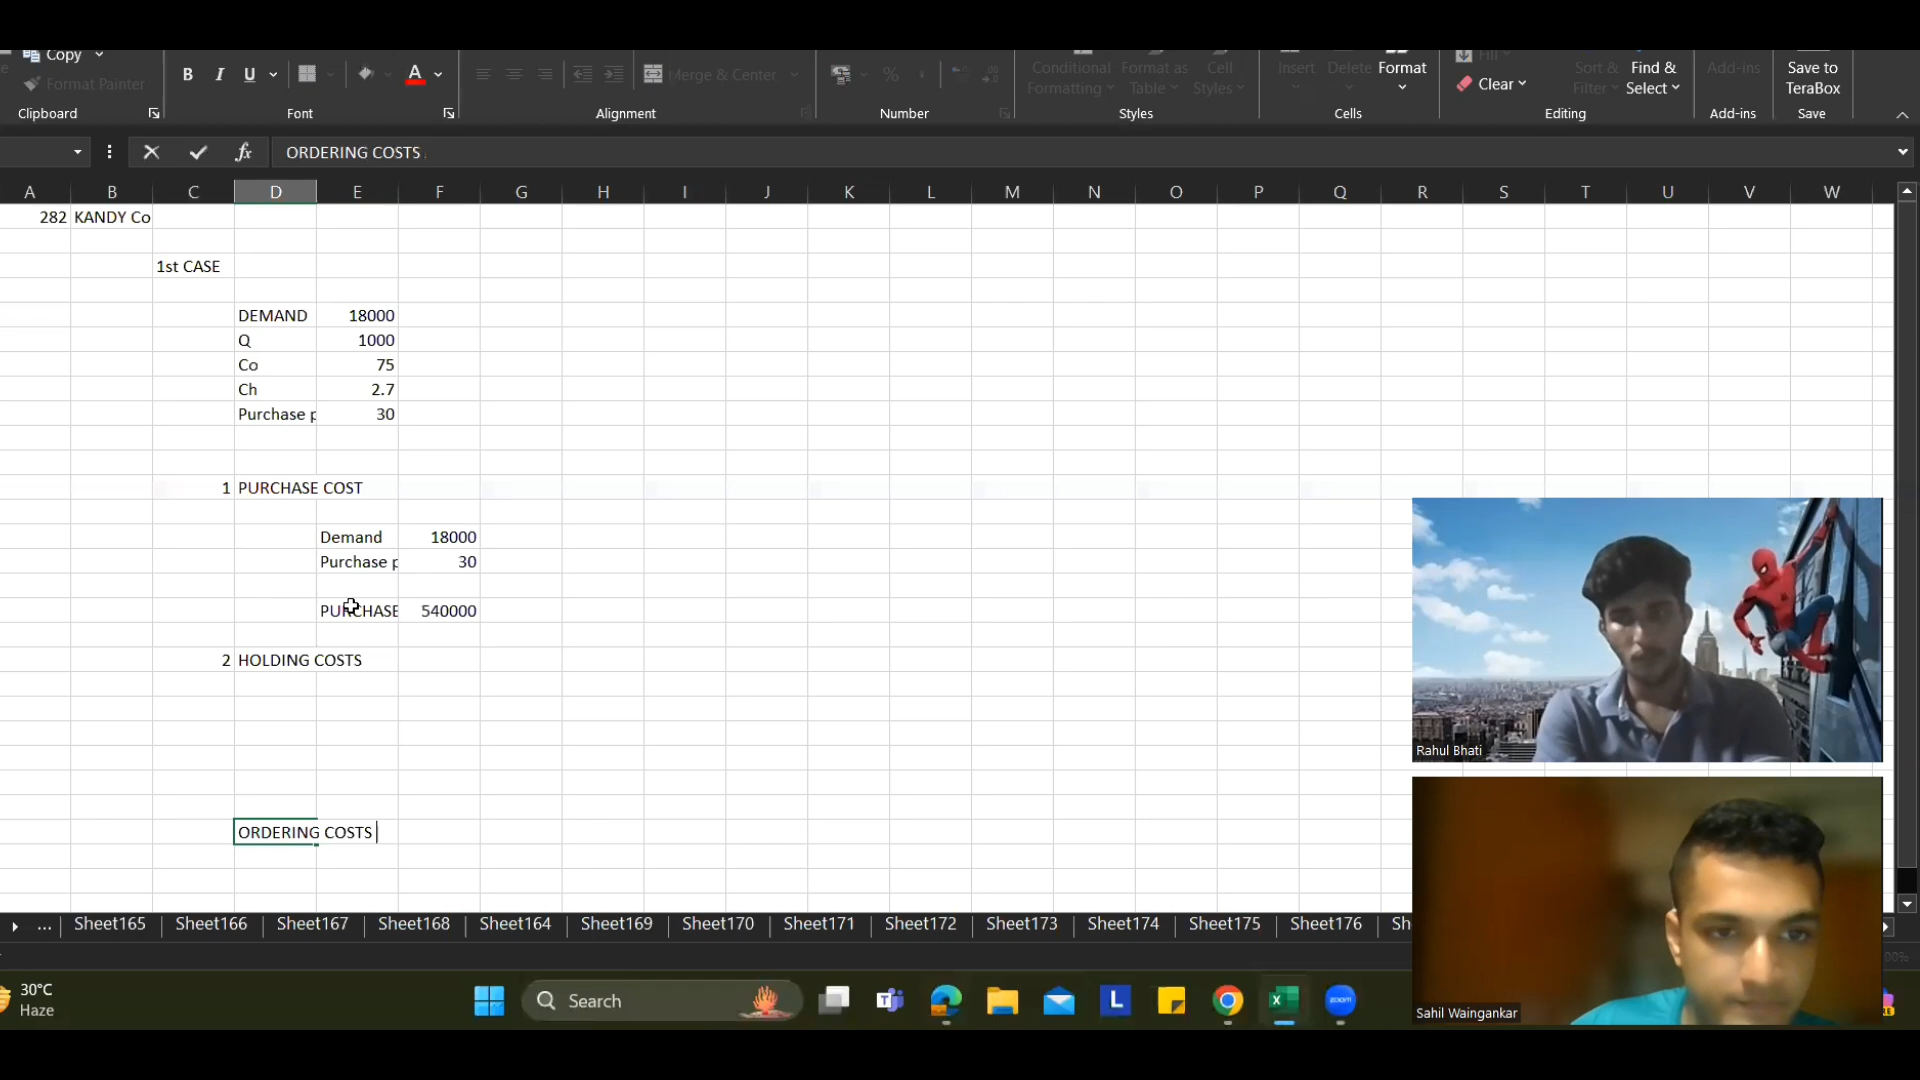 Copy
Format Painter
Clipboard
B I U
A
Font
Merge & Center
Alignment
%
Number
Conditional Formatting
Format as Table
Cell Styles
Styles
Insert
Delete
Format
Cells
Fill
Clear
Sort & Filter
Find & Select
Editing
Add-ins
Add-ins
Save to TeraBox
Save
fx
ORDERING COSTS
A B C D E F G H I J K L M N O P Q R S T U V W
282 KANDY Co
1st CASE
DEMAND 18000
Q 1000
Co 75
Ch 2.7
Purchase p 30
1 PURCHASE COST
Demand 18000
Purchase p 30
PURCHASE 540000
2 HOLDING COSTS
ORDERING COSTS
Rahul Bhati
Sahil Waingankar
... Sheet165 Sheet166 Sheet167 Sheet168 Sheet164 Sheet169 Sheet170 Sheet171 Sheet172 Sheet173 Sheet174 Sheet175 Sheet176
30°C
Haze
Search
L
zoom